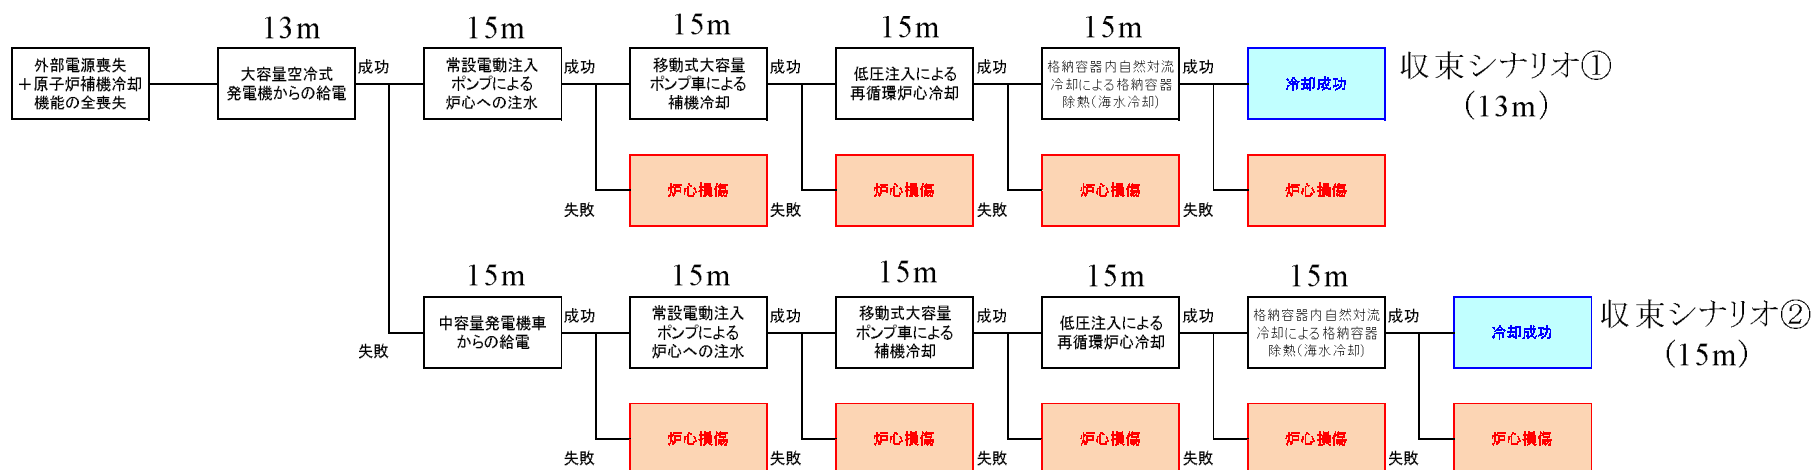 13m
15m
15m
15m
15m
外部電源喪失
＋原子炉補機冷却
機能の全喪失
大容量空冷式
発電機からの給電
成功
常設電動注入
ポンプによる
炉心への注水
成功
移動式大容量
ポンプ車による
補機冷却
成功
低圧注入による
再循環炉心冷却
成功
格納容器内自然対流
冷却による格納容器
除熱(海水冷却)
成功
冷却成功
収束シナリオ①
(13m)
失敗
炉心損傷
失敗
炉心損傷
失敗
炉心損傷
失敗
炉心損傷
15m
15m
15m
15m
15m
失敗
中容量発電機車
からの給電
成功
常設電動注入
ポンプによる
炉心への注水
成功
移動式大容量
ポンプ車による
補機冷却
成功
低圧注入による
再循環炉心冷却
成功
格納容器内自然対流
冷却による格納容器
除熱(海水冷却)
成功
冷却成功
収束シナリオ②
(15m)
失敗
炉心損傷
失敗
炉心損傷
失敗
炉心損傷
失敗
炉心損傷
失敗
炉心損傷